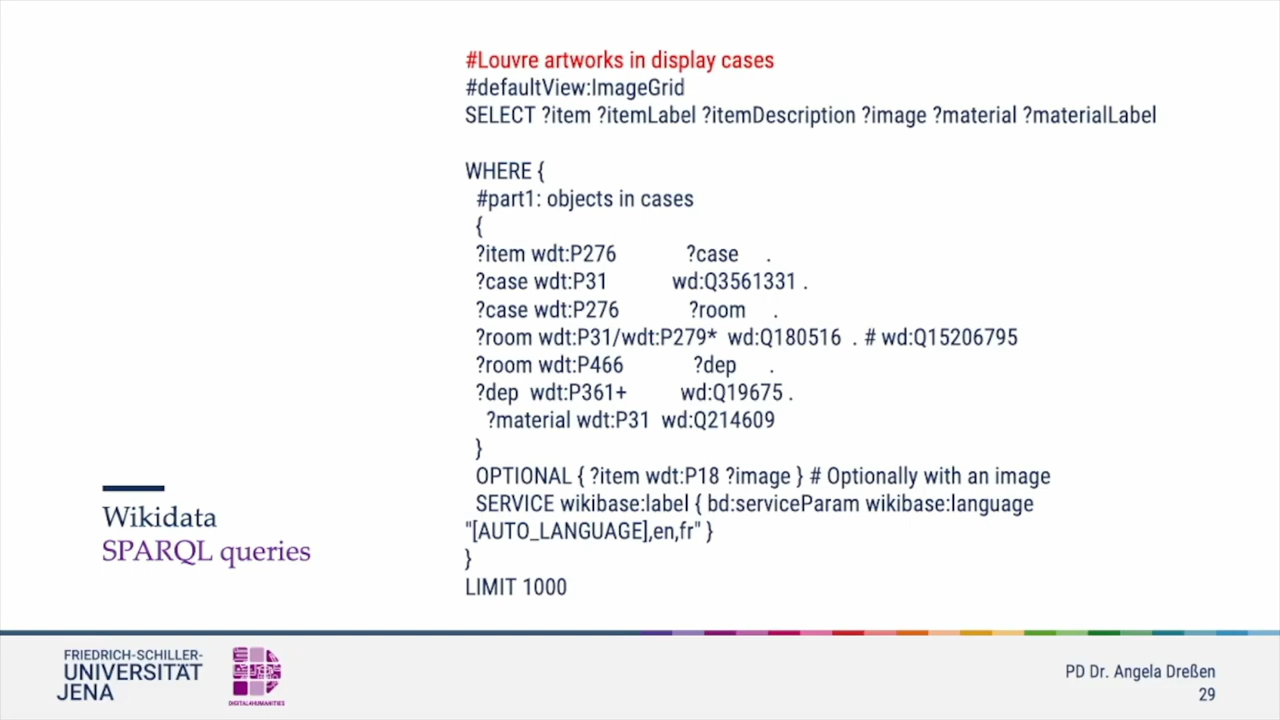 #Louvre artworks in display cases
#defaultView:ImageGrid
SELECT ?item ?itemLabel ?itemDescription ?image ?material ?materialLabel
WHERE {
#part1: objects in cases
{
?item wdt:P276 ?case .
?case wdt:P31 wd:Q3561331 .
?case wdt:P276 ?room .
?room wdt:P31/wdt:P279* wd:Q180516 . # wd:Q15206795
?room wdt:P466 ?dep .
?dep wdt:P361+ wd:Q19675 .
?material wdt:P31 wd:Q214609
}
OPTIONAL { ?item wdt:P18 ?image } # Optionally with an image
SERVICE wikibase:label { bd:serviceParam wikibase:language
"[AUTO_LANGUAGE],en,fr" }
}
LIMIT 1000
Wikidata
SPARQL queries
FRIEDRICH-SCHILLER-
UNIVERSITÄT
JENA
DIGITAL4HUMANITIES
PD Dr. Angela Dreßen
29